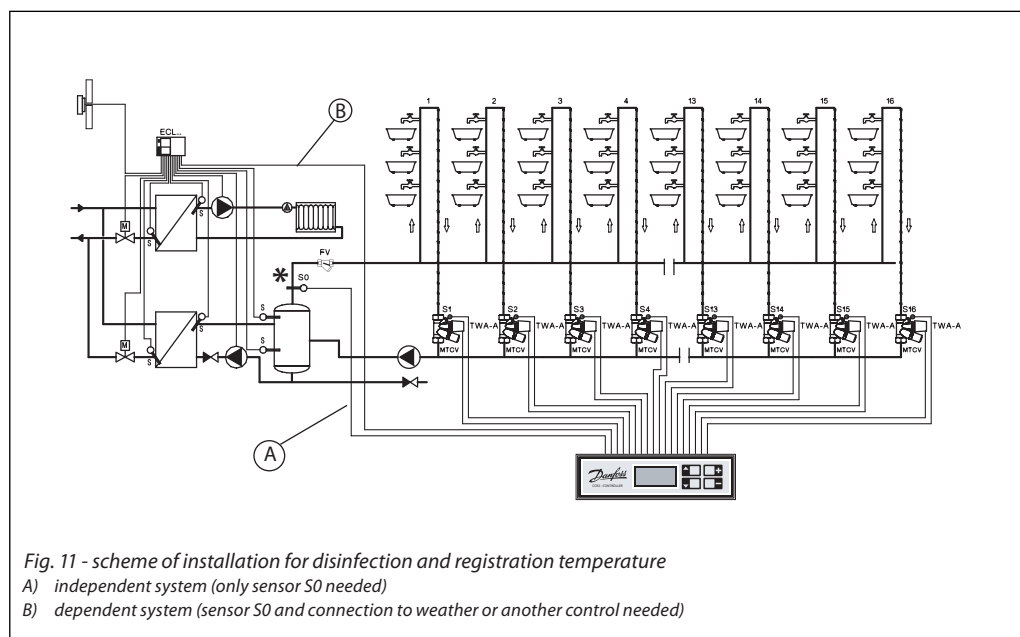 B
1 2 3 4 13 14 15 16
ECL..
M
S
S
FV
S0
S
S1 S2 S3 S4 S13 S14 S15 S16
TWA-A TWA-A TWA-A TWA-A TWA-A TWA-A TWA-A TWA-A
S
M
S
S
MTCV MTCV MTCV MTCV MTCV MTCV MTCV MTCV
A
Danfoss
CCR2 CONTROLLER
Fig. 11 - scheme of installation for disinfection and registration temperature
A) independent system (only sensor S0 needed)
B) dependent system (sensor S0 and connection to weather or another control needed)